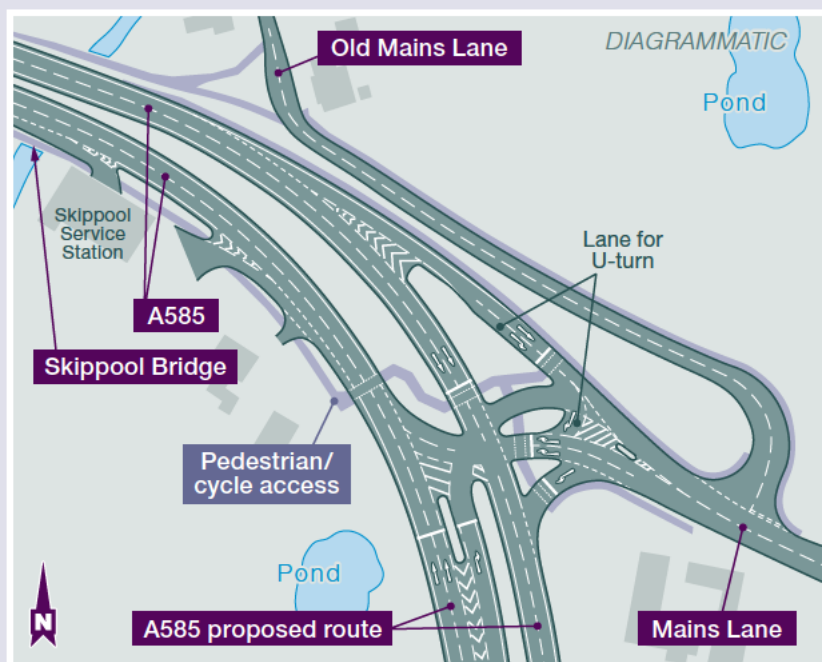 Old Mains Lane
DIAGRAMMATIC
Pond
Skippool
Service
Station
Lane for
U-turn
A585
Skippool Bridge
Pedestrian/
cycle access
Pond
N
A585 proposed route
Mains Lane